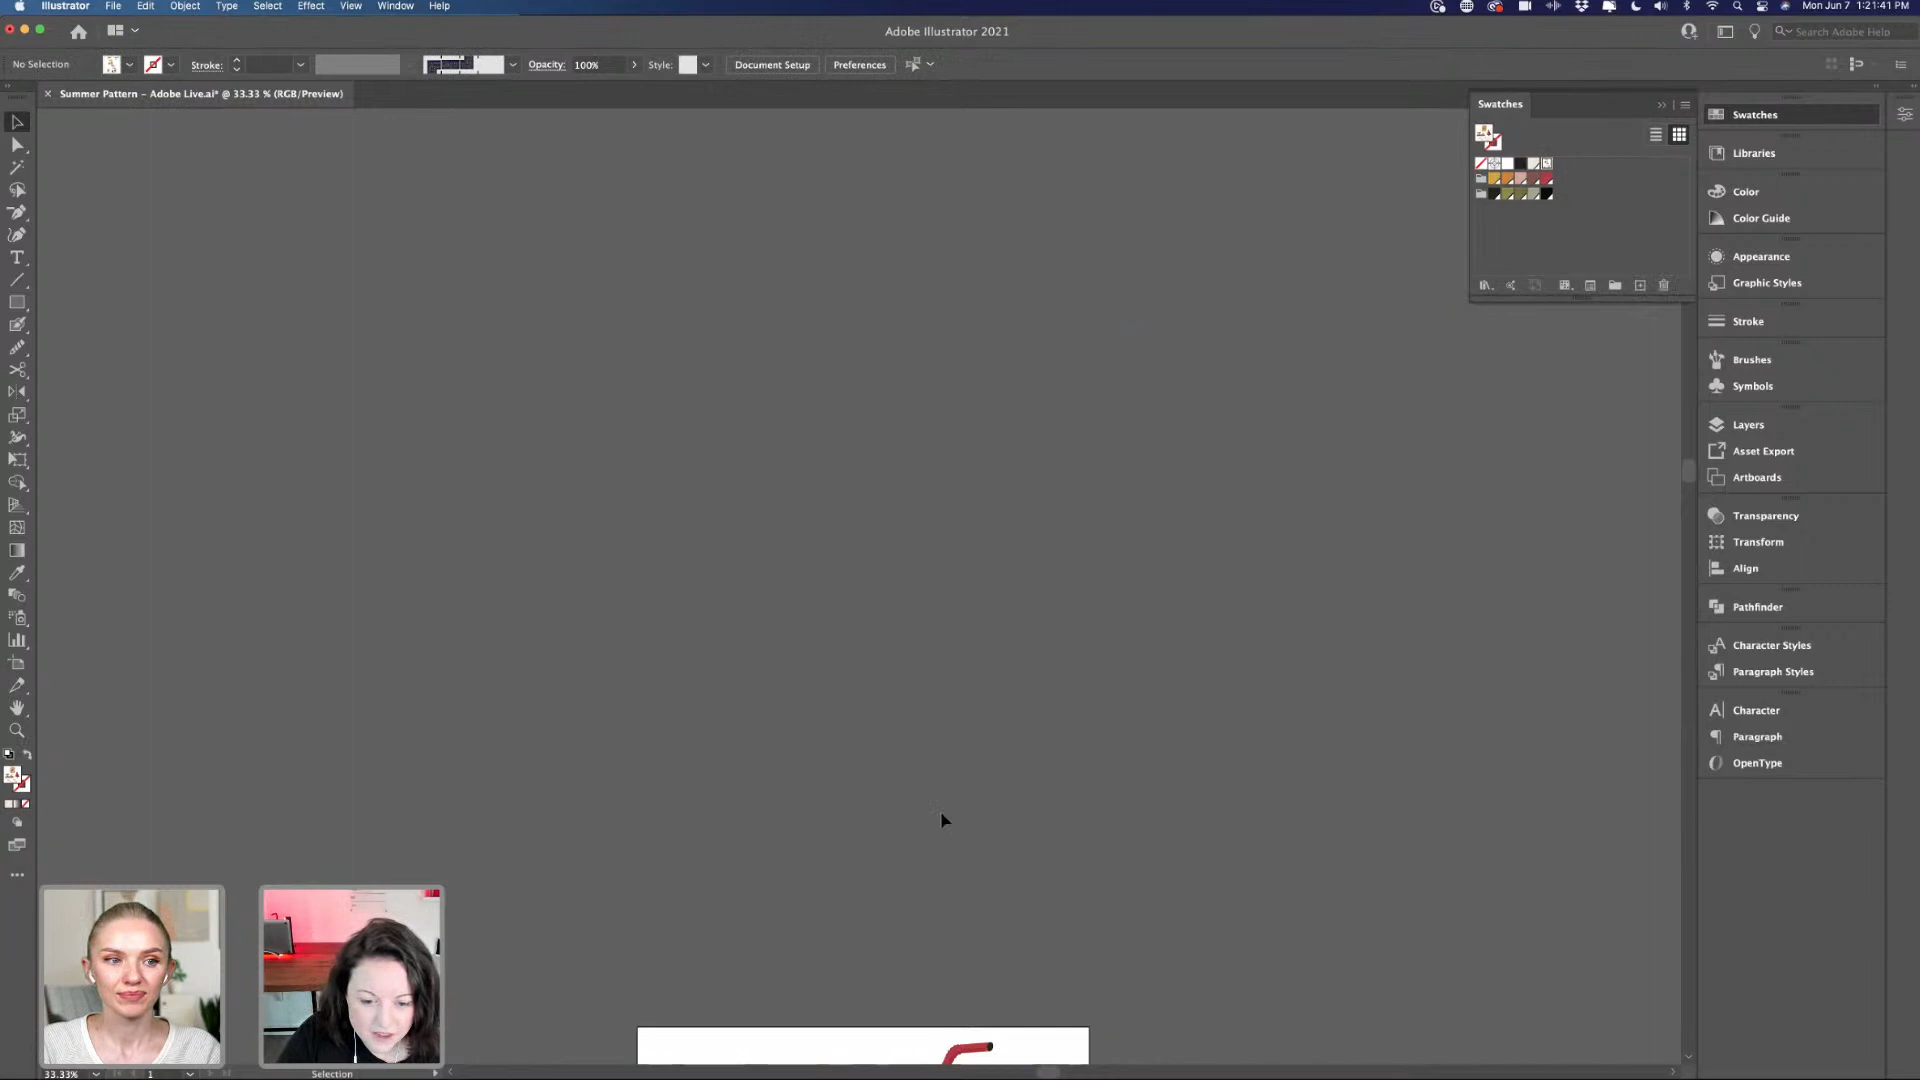 Illustrator File Edit Object Type Select Effect View Window Help
Mon Jun 7 1:21:41 PM
Adobe Illustrator 2021
Search Adobe Help
No Selection
Stroke:
Opacity: 100%
Style:
Document Setup
Preferences
× Summer Pattern – Adobe Live.ai* @ 33.33 % (RGB/Preview)
Swatches
Swatches
Libraries
Color
Color Guide
Appearance
Graphic Styles
Stroke
Brushes
Symbols
Layers
Asset Export
Artboards
Transparency
Transform
Align
Pathfinder
Character Styles
Paragraph Styles
Character
Paragraph
OpenType
33.33%
1
Selection